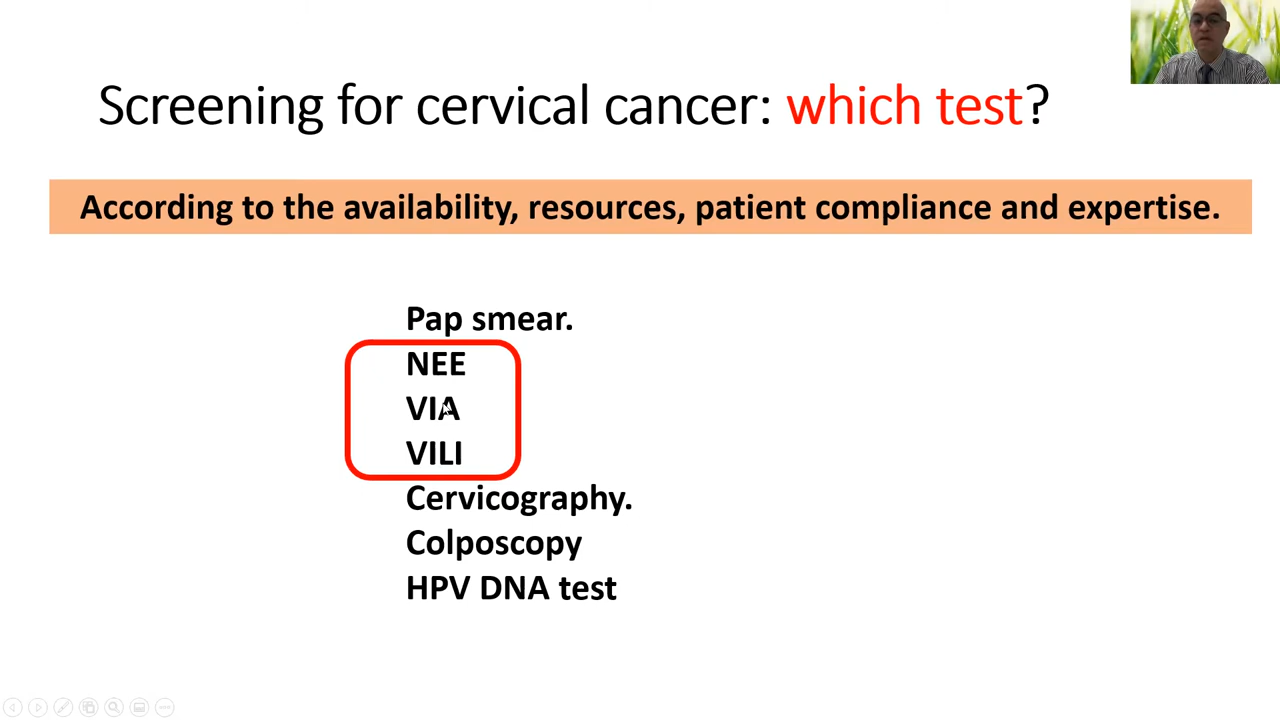 Screening for cervical cancer: which test?
According to the availability, resources, patient compliance and expertise.
Pap smear.
NEE
VIA
VILI
Cervicography.
Colposcopy
HPV DNA test